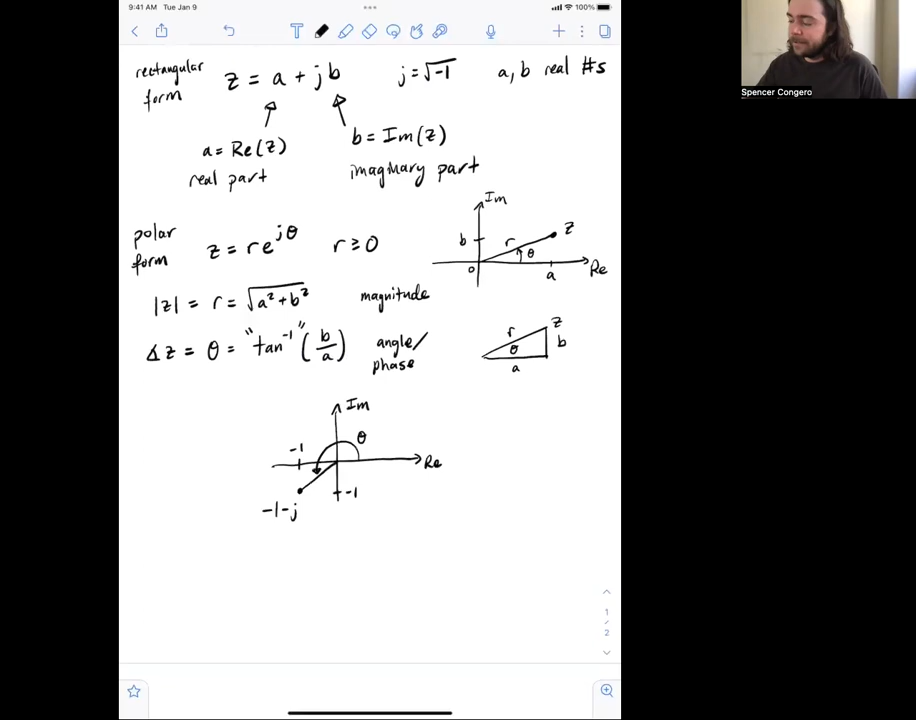 9:41 AM Tue Jan 9
100%
rectangular form
z = a + jb
j = √-1
a, b real #s
a = Re(z)
real part
b = Im(z)
imaginary part
polar form
z = re^{jθ}
r ≥ 0
Im
b
r
z
θ
0
a
Re
|z| = r = √a² + b²
magnitude
∡z = θ = "tan⁻¹"(b/a)
angle/
phase
r
z
θ
b
a
Im
-1
θ
Re
-1
-1-j
1
/
2
Spencer Congero